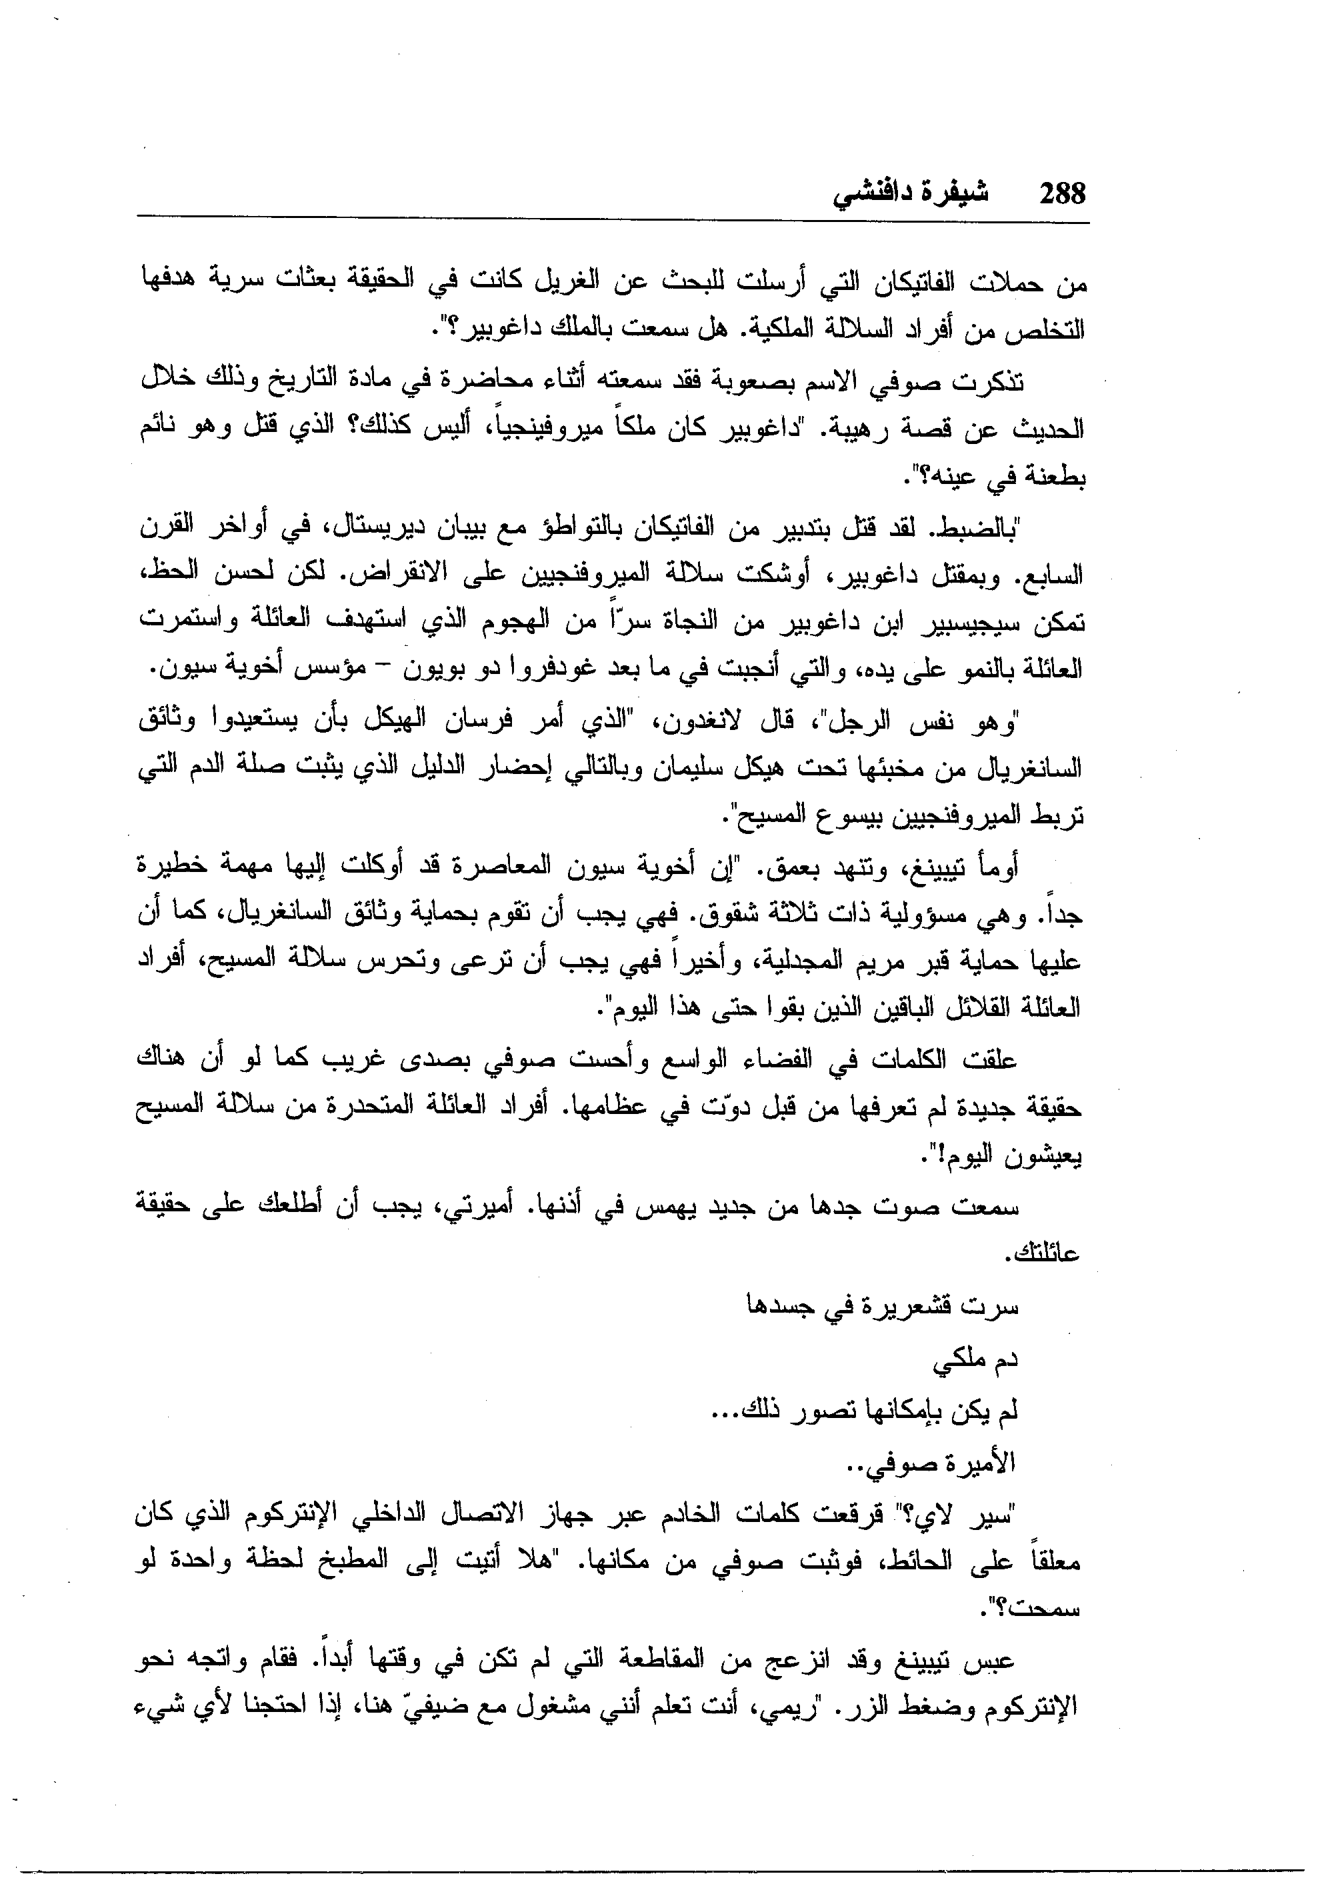 288 شيفرة دافنشي
من حملات الفاتيكان التي أرسلت للبحث عن الغريل كانت في الحقيقة بعثات سرية هدفها
التخلص من أفراد السلالة الملكية. هل سمعت بالملك داغوبير؟".
تذكرت صوفي الاسم بصعوبة فقد سمعته أثناء محاضرة في مادة التاريخ وذلك خلال
الحديث عن قصة رهيبة. "داغوبير كان ملكاً ميروفينجياً، أليس كذلك؟ الذي قتل وهو نائم
بطعنة في عينه؟".
"بالضبط. لقد قتل بتدبير من الفاتيكان بالتواطؤ مع بيبان ديريستال، في أواخر القرن
السابع. وبمقتل داغوبير، أوشكت سلالة الميروفنجيين على الانقراض. لكن لحسن الحظ،
تمكن سيجيسبير ابن داغوبير من النجاة سرّاً من الهجوم الذي استهدف العائلة واستمرت
العائلة بالنمو على يده، والتي أنجبت في ما بعد غودفروا دو بويون - مؤسس أخوية سيون.
"وهو نفس الرجل"، قال لانغدون، "الذي أمر فرسان الهيكل بأن يستعيدوا وثائق
السانغريال من مخبئها تحت هيكل سليمان وبالتالي إحضار الدليل الذي يثبت صلة الدم التي
تربط الميروفنجيين بيسوع المسيح".
أومأ تيبينغ، وتنهد بعمق. "إن أخوية سيون المعاصرة قد أوكلت إليها مهمة خطيرة
جداً. وهي مسؤولية ذات ثلاثة شقوق. فهي يجب أن تقوم بحماية وثائق السانغريال، كما أن
عليها حماية قبر مريم المجدلية، وأخيراً فهي يجب أن ترعى وتحرس سلالة المسيح، أفراد
العائلة القلائل الباقين الذين بقوا حتى هذا اليوم".
علقت الكلمات في الفضاء الواسع وأحست صوفي بصدى غريب كما لو أن هناك
حقيقة جديدة لم تعرفها من قبل دوّت في عظامها. أفراد العائلة المتحدرة من سلالة المسيح
يعيشون اليوم!".
سمعت صوت جدها من جديد يهمس في أذنها. أميرتي، يجب أن أطلعك على حقيقة
عائلتك.
سرت قشعريرة في جسدها
دم ملكي
لم يكن بإمكانها تصور ذلك...
الأميرة صوفي..
"سير لاي؟" قرقعت كلمات الخادم عبر جهاز الاتصال الداخلي الإنتركوم الذي كان
معلقاً على الحائط، فوثبت صوفي من مكانها. "هلا أتيت إلى المطبخ لحظة واحدة لو
سمحت؟".
عبس تيبينغ وقد انزعج من المقاطعة التي لم تكن في وقتها أبداً. فقام واتجه نحو
الإنتركوم وضغط الزر. "ريمي، أنت تعلم أنني مشغول مع ضيفيّ هنا، إذا احتجنا لأي شيء